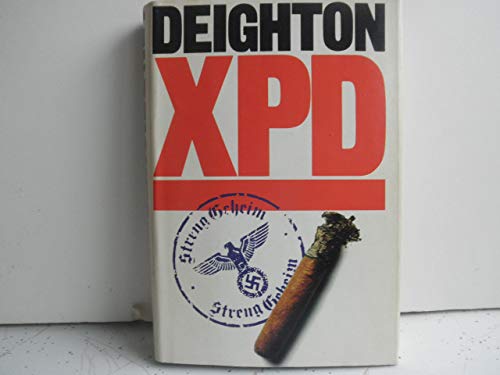 DEIGHTON
XPD
Streng Geheim
Streng Geheim